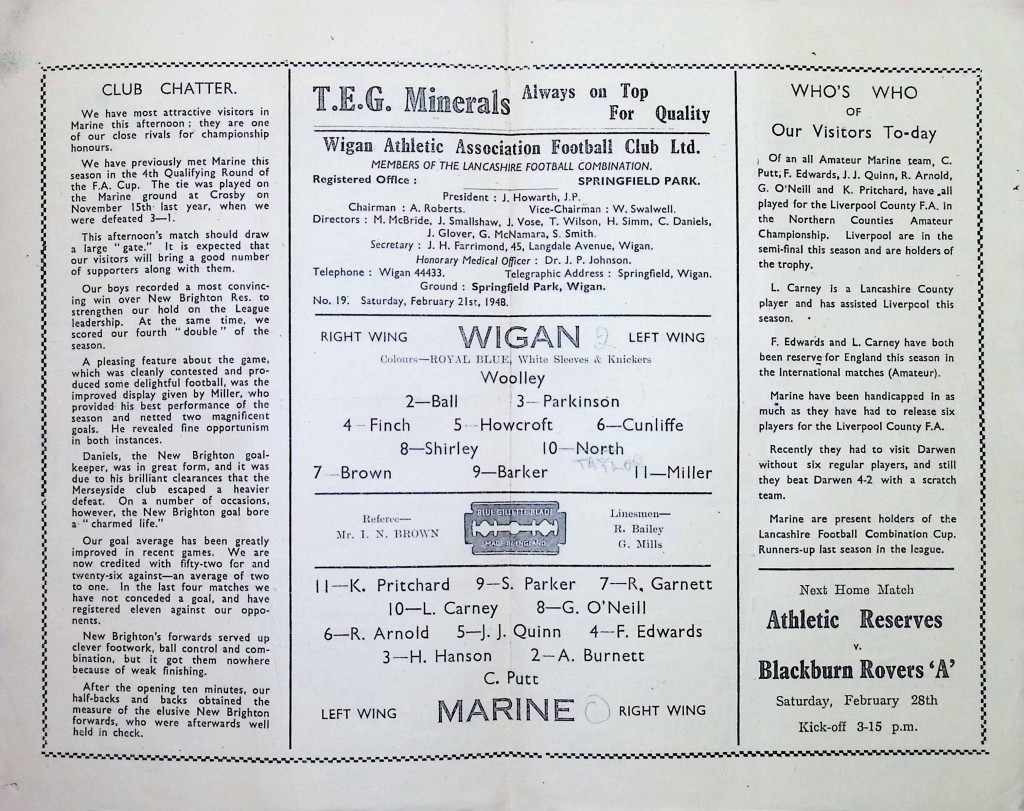 CLUB CHATTER.
We have most attractive visitors in
Marine this afternoon ; they are one
of our close rivals for championship
honours.
We have previously met Marine this
season in the 4th Qualifying Round of
the F.A. Cup. The tie was played on
the Marine ground at Crosby on
November 15th last year, when we
were defeated 3—1.
This afternoon's match should draw
a large "gate." It is expected that
our visitors will bring a good number
of supporters along with them.
Our boys recorded a most convinc-
ing win over New Brighton Res. to
strengthen our hold on the League
leadership. At the same time, we
scored our fourth "double" of the
season.
A pleasing feature about the game,
which was cleanly contested and pro-
duced some delightful football, was the
improved display given by Miller, who
provided his best performance of the
season and netted two magnificent
goals. He revealed fine opportunism
in both instances.
Daniels, the New Brighton goal-
keeper, was in great form, and it was
due to his brilliant clearances that the
Merseyside club escaped a heavier
defeat. On a number of occasions,
however, the New Brighton goal bore
a "charmed life."
Our goal average has been greatly
improved in recent games. We are
now credited with fifty-two for and
twenty-six against—an average of two
to one. In the last four matches we
have not conceded a goal, and have
registered eleven against our oppo-
nents.
New Brighton's forwards served up
clever footwork, ball control and com-
bination, but it got them nowhere
because of weak finishing.
After the opening ten minutes, our
half-backs and backs obtained the
measure of the elusive New Brighton
forwards, who were afterwards well
held in check.
T.E.G. Minerals Always on Top
For Quality
Wigan Athletic Association Football Club Ltd.
MEMBERS OF THE LANCASHIRE FOOTBALL COMBINATION.
Registered Office : SPRINGFIELD PARK.
President : J. Howarth, J.P.
Chairman : A. Roberts. Vice-Chairman : W. Swalwell.
Directors : M. McBride, J. Smallshaw, J. Vose, T. Wilson, H. Simm, C. Daniels,
J. Glover, G. McNamara, S. Smith.
Secretary : J. H. Farrimond, 45, Langdale Avenue, Wigan.
Honorary Medical Officer : Dr. J. P. Johnson.
Telephone : Wigan 44433. Telegraphic Address : Springfield, Wigan.
Ground : Springfield Park, Wigan.
No. 19. Saturday, February 21st, 1948.
RIGHT WING WIGAN 2 LEFT WING
Colours—ROYAL BLUE, White Sleeves & Knickers
Woolley
2—Ball 3—Parkinson
4—Finch 5—Howcroft 6—Cunliffe
8—Shirley 10—North
TAYLOR
7—Brown 9—Barker 11—Miller
Referee—
Mr. I. N. BROWN
BLUE GILLETTE BLADE
MADE IN ENGLAND
Linesmen—
R. Bailey
G. Mills
11—K. Pritchard 9—S. Parker 7—R. Garnett
10—L. Carney 8—G. O'Neill
6—R. Arnold 5—J. J. Quinn 4—F. Edwards
3—H. Hanson 2—A. Burnett
C. Putt
LEFT WING MARINE 0 RIGHT WING
WHO'S WHO
OF
Our Visitors To-day
Of an all Amateur Marine team, C.
Putt, F. Edwards, J. J. Quinn, R. Arnold,
G. O'Neill and K. Pritchard, have all
played for the Liverpool County F.A. in
the Northern Counties Amateur
Championship. Liverpool are in the
semi-final this season and are holders of
the trophy.
L. Carney is a Lancashire County
player and has assisted Liverpool this
season.
F. Edwards and L. Carney have both
been reserve for England this season in
the International matches (Amateur).
Marine have been handicapped in as
much as they have had to release six
players for the Liverpool County F.A.
Recently they had to visit Darwen
without six regular players, and still
they beat Darwen 4-2 with a scratch
team.
Marine are present holders of the
Lancashire Football Combination Cup.
Runners-up last season in the league.
Next Home Match
Athletic Reserves
v.
Blackburn Rovers 'A'
Saturday, February 28th
Kick-off 3-15 p.m.